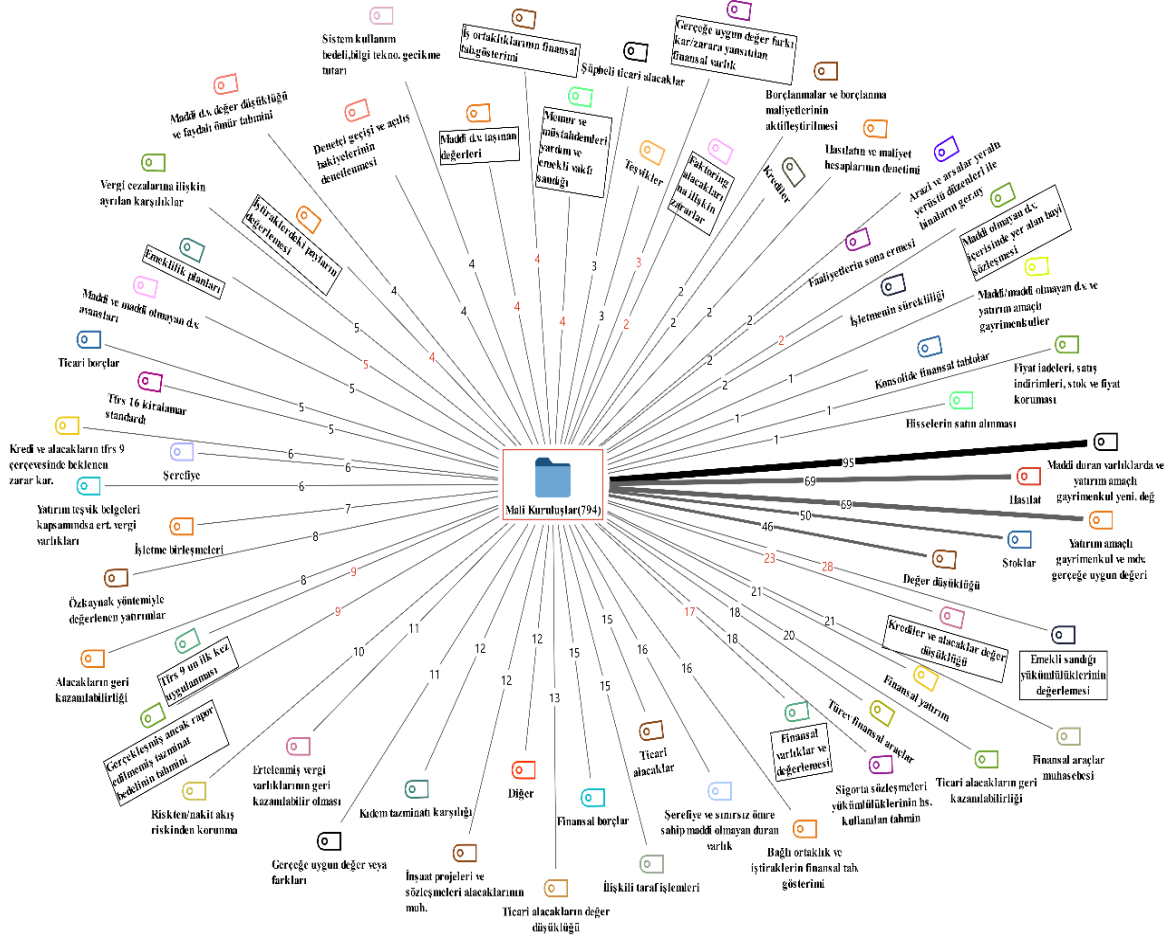 Gerçeğe uygun değer farkı
kar/zarara yansıtılan
finansal varlık
Sistem kullanım
bedeli,bilgi tekno. gecikme
tutarı
İş ortaklıklarının finansal
tab.gösterimi
Şüpheli ticari alacaklar
Borçlanmalar ve borçlanma
maliyetlerinin
aktifleştirilmesi
Maddi d.v. değer düşüklüğü
ve faydalı ömür tahmini
Denetçi geçişi ve açılış
bakiyelerinin
denetlenmesi
Maddi d.v. taşınan
değerleri
Memur ve
müstahdemleri
yardım ve
emekli vakfı
sandığı
Teşvikler
Faktoring
alacakları
na ilişkin
zararlar
Krediler
Hasılatın ve maliyet
hesaplarının denetimi
Arazi ve arsalar yeraltı
yerüstü düzenleri ile
binaların ger.uy
Vergi cezalarına ilişkin
ayrılan karşılıklar
İştiraklerdeki payların
değerlemesi
Faaliyetlerin sona ermesi
Maddi olmayan d.v.
içerisinde yer alan bayi
sözleşmesi
Emeklilik planları
İşletmenin sürekliliği
Maddi/maddi olmayan d.v. ve
yatırım amaçlı
gayrimenkuller
Maddi ve maddi olmayan d.v.
avansları
Ticari borçlar
Konsolide finansal tablolar
Fiyat iadeleri, satış
indirimleri, stok ve fiyat
koruması
Tfrs 16 kiralamar
standardı
Hisselerin satın alınması
Kredi ve alacakların tfrs 9
çerçevesinde beklenen
zarar kar.
Şerefiye
Maddi duran varlıklarda ve
yatırım amaçlı
gayrimenkul yeni. değ
Hasılat
Yatırım teşvik belgeleri
kapsamındsa ert. vergi
varlıkları
Mali Kuruluşlar(794)
İşletme birleşmeleri
Stoklar
Yatırım amaçlı
gayrimenkul ve mdv.
gerçeğe uygun değeri
Değer düşüklüğü
Özkaynak yöntemiyle
değerlenen yatırımlar
Krediler ve alacaklar değer
düşüklüğü
Emekli sandığı
yükümlülüklerinin
değerlemesi
Alacakların geri
kazanılabilirliği
Tfrs 9 un ilk kez
uygulanması
Finansal yatırım
Türev finansal araçlar
Finansal araçlar
muhasebesi
Gerçekleşmiş ancak rapor
edilmemiş tazminat
bedelinin tahmini
Finansal
varlıklar ve
değerlemesi
Ticari
alacaklar
Ertelenmiş vergi
varlıklarının geri
kazanılabilir olması
Ticari alacakların geri
kazanılabilirliği
Sigorta sözleşmeleri
yükümlülüklerinin hs.
kullanılan tahmin
Riskten/nakit akış
riskinden korunma
Kıdem tazminatı karşılığı
Diğer
Finansal borçlar
Şerefiye ve sınırsız ömre
sahip maddi olmayan duran
varlık
Gerçeğe uygun değer veya
farkları
İnşaat projeleri ve
sözleşmeleri alacaklarının
muh.
Ticari alacakların değer
düşüklüğü
İlişkili taraf işlemleri
Bağlı ortaklık ve
iştiraklerin finansal tab.
gösterimi
4
4
4
4
4
4
3
3
3
2
2
2
2
2
2
2
2
1
1
1
1
95
69
69
50
46
28
23
21
21
20
18
18
17
16
16
15
15
15
13
12
12
12
11
11
10
9
9
8
8
7
6
6
6
5
5
5
5
5